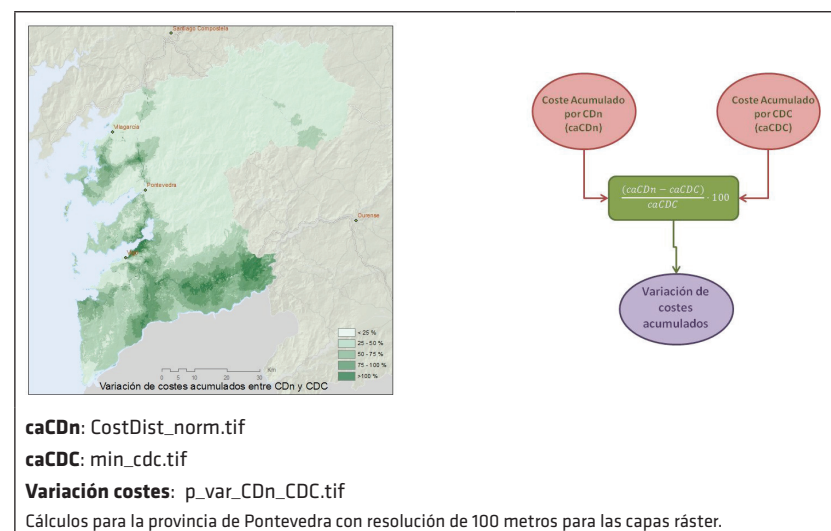 Santiago Compostela
Vilagarcía
Pontevedra
Ourense
< 25 %
25 - 50 %
50 - 75 %
75 - 100 %
>100 %
0 5 10 20 30
Km
Variación de costes acumulados entre CDn y CDC
Coste Acumulado
por CDn
(caCDn)
Coste Acumulado
por CDC
(caCDC)
(caCDn − caCDC)
caCDC
· 100
Variación de
costes
acumulados
caCDn: CostDist_norm.tif
caCDC: min_cdc.tif
Variación costes: p_var_CDn_CDC.tif
Cálculos para la provincia de Pontevedra con resolución de 100 metros para las capas ráster.